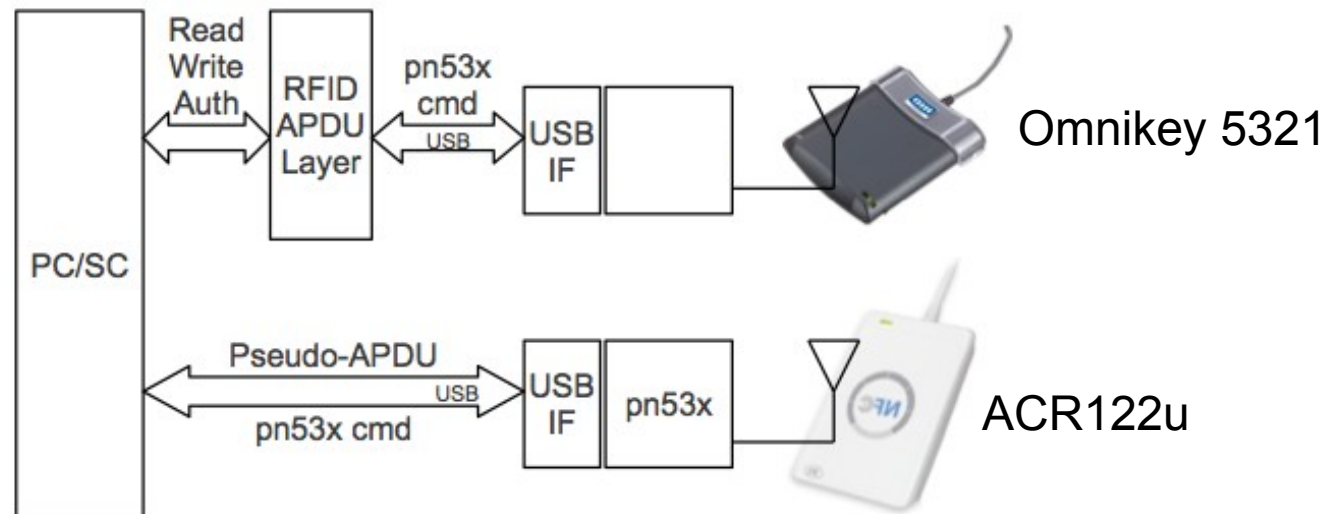 Read
Write
Auth
RFID
APDU
Layer
pn53x
cmd
USB
USB
IF
Omnikey 5321
PC/SC
Pseudo-APDU
USB
pn53x cmd
USB
IF
pn53x
NFC
ACR122u